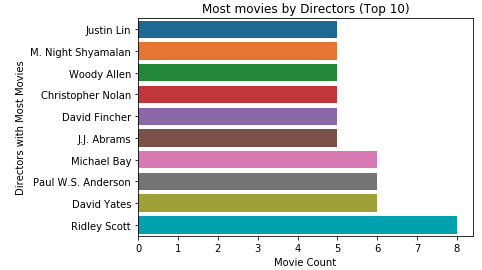 Most movies by Directors (Top 10)
Directors with Most Movies
Justin Lin
M. Night Shyamalan
Woody Allen
Christopher Nolan
David Fincher
J.J. Abrams
Michael Bay
Paul W.S. Anderson
David Yates
Ridley Scott
0 1 2 3 4 5 6 7 8
Movie Count